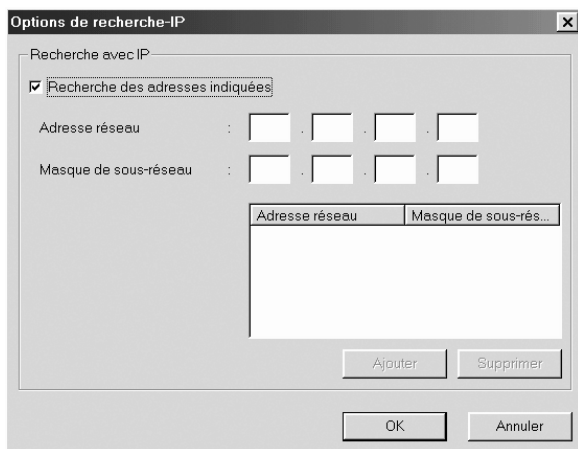 Options de recherche-IP
Recherche avec IP
Recherche des adresses indiquées
Adresse réseau : . . .
Masque de sous-réseau : . . .
Adresse réseau Masque de sous-rés...
Ajouter Supprimer
OK Annuler